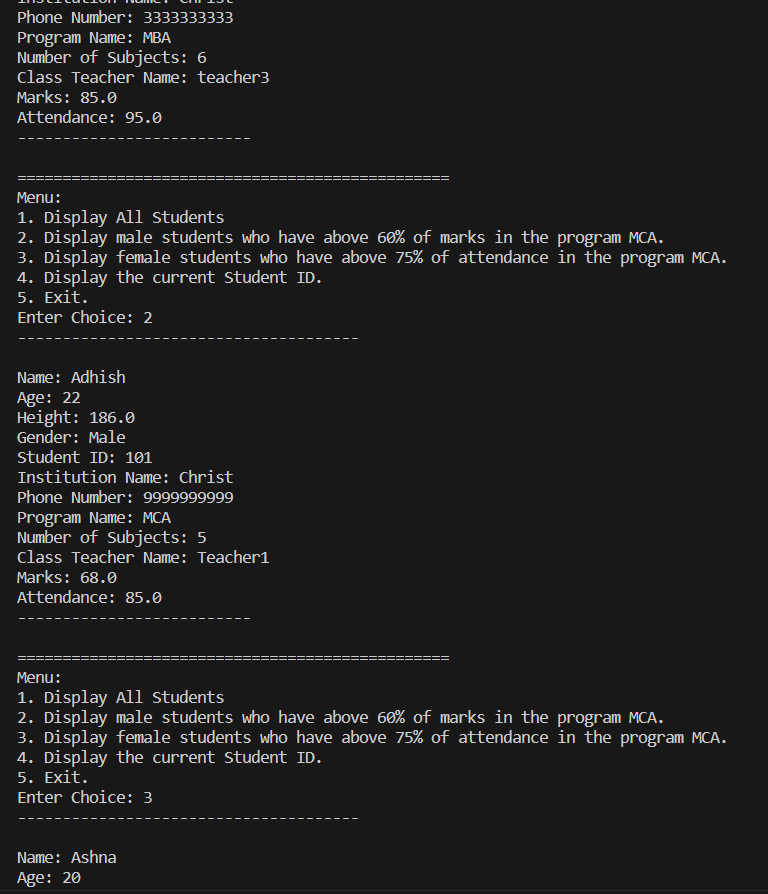 Institution Name: Christ
Phone Number: 3333333333
Program Name: MBA
Number of Subjects: 6
Class Teacher Name: teacher3
Marks: 85.0
Attendance: 95.0
--------------------------
================================================
Menu:
1. Display All Students
2. Display male students who have above 60% of marks in the program MCA.
3. Display female students who have above 75% of attendance in the program MCA.
4. Display the current Student ID.
5. Exit.
Enter Choice: 2
--------------------------------------
Name: Adhish
Age: 22
Height: 186.0
Gender: Male
Student ID: 101
Institution Name: Christ
Phone Number: 9999999999
Program Name: MCA
Number of Subjects: 5
Class Teacher Name: Teacher1
Marks: 68.0
Attendance: 85.0
--------------------------
================================================
Menu:
1. Display All Students
2. Display male students who have above 60% of marks in the program MCA.
3. Display female students who have above 75% of attendance in the program MCA.
4. Display the current Student ID.
5. Exit.
Enter Choice: 3
--------------------------------------
Name: Ashna
Age: 20